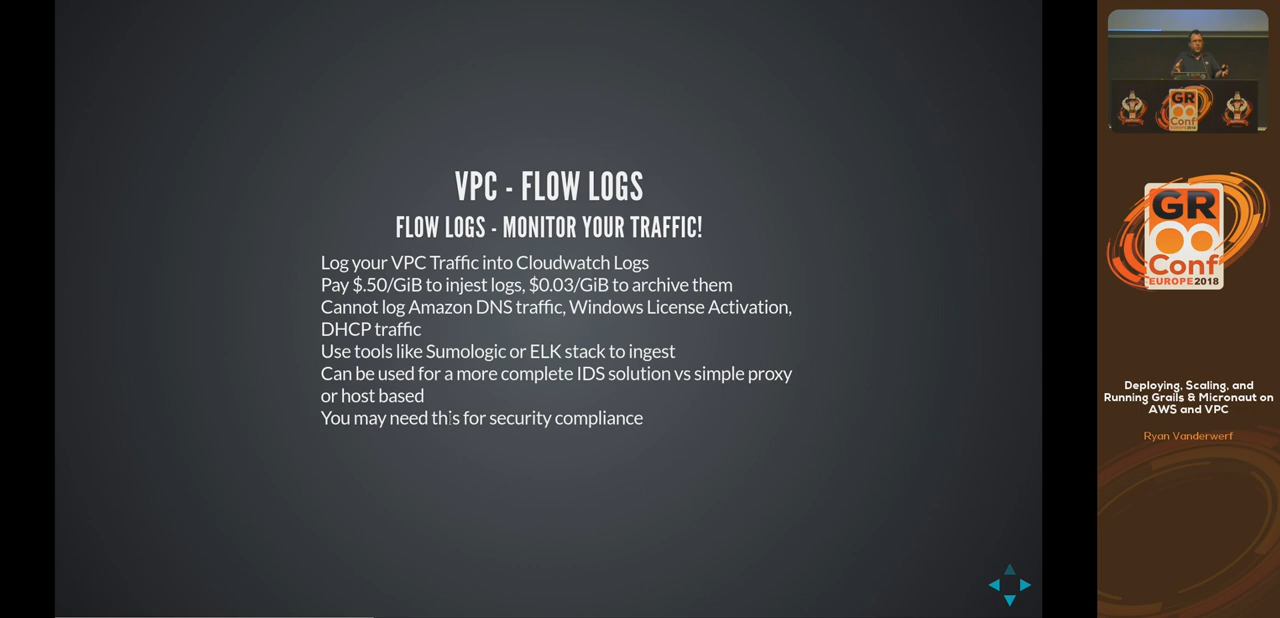 VPC - FLOW LOGS
FLOW LOGS - MONITOR YOUR TRAFFIC!
Log your VPC Traffic into Cloudwatch Logs
Pay $.50/GiB to injest logs, $0.03/GiB to archive them
Cannot log Amazon DNS traffic, Windows License Activation,
DHCP traffic
Use tools like Sumologic or ELK stack to ingest
Can be used for a more complete IDS solution vs simple proxy
or host based
You may need this for security compliance
GR
Conf
EUROPE 2018
GR
Conf
EUROPE2018
Deploying, Scaling, and
Running Grails & Micronaut on
AWS and VPC
Ryan Vanderwerf